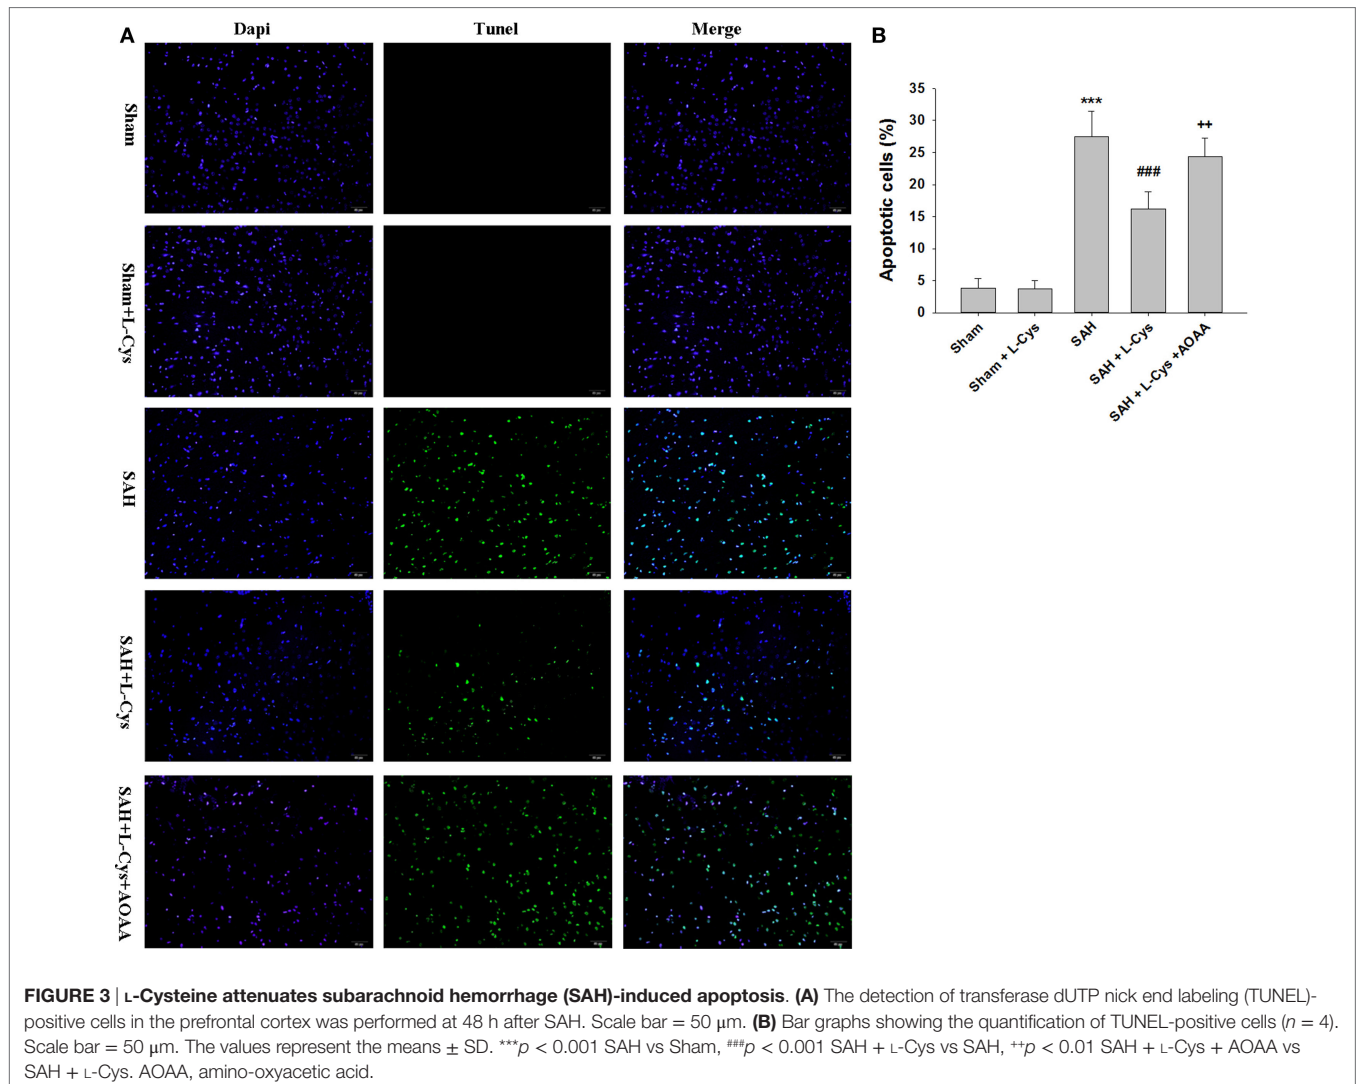 A
Dapi
Tunel
Merge
Sham
Sham+L-Cys
SAH
SAH+L-Cys
SAH+L-Cys+AOAA
B
Apoptotic cells (%)
35
30
25
20
15
10
5
0
***
###
++
Sham
Sham + L-Cys
SAH
SAH + L-Cys
SAH + L-Cys +AOAA
FIGURE 3 | L-Cysteine attenuates subarachnoid hemorrhage (SAH)-induced apoptosis. (A) The detection of transferase dUTP nick end labeling (TUNEL)-
positive cells in the prefrontal cortex was performed at 48 h after SAH. Scale bar = 50 μm. (B) Bar graphs showing the quantification of TUNEL-positive cells (n = 4).
Scale bar = 50 μm. The values represent the means ± SD. ***p < 0.001 SAH vs Sham, ###p < 0.001 SAH + L-Cys vs SAH, ++p < 0.01 SAH + L-Cys + AOAA vs
SAH + L-Cys. AOAA, amino-oxyacetic acid.